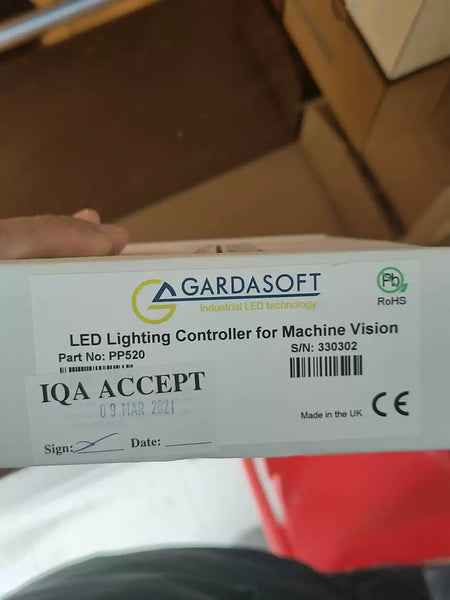 GARDASOFT
Industrial LED technology
Pb
RoHS
LED Lighting Controller for Machine Vision
Part No: PP520
S/N: 330302
IQA ACCEPT
09 MAR 2021
Made in the UK CE
Sign: Date: